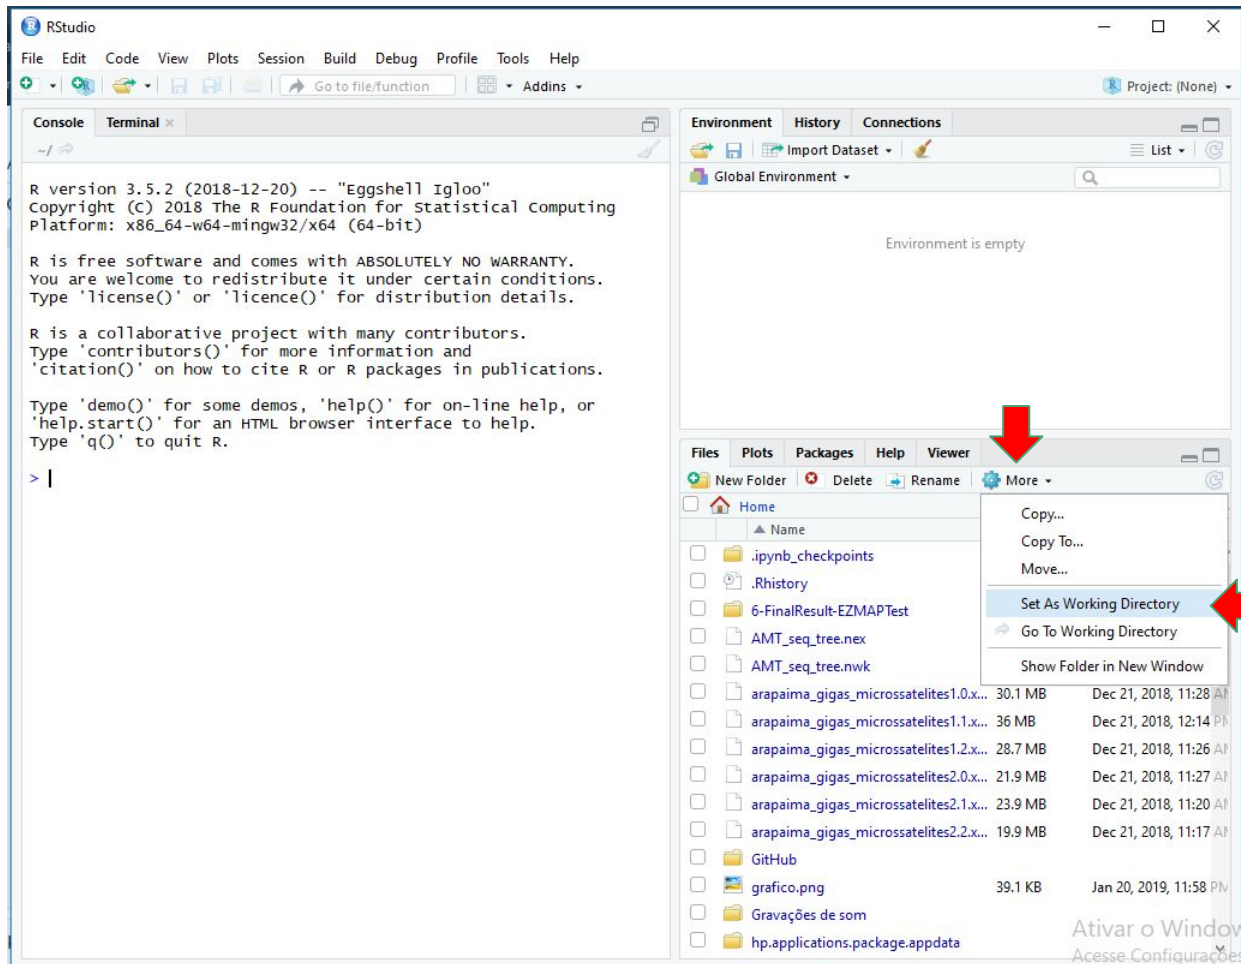 RStudio
File Edit Code View Plots Session Build Debug Profile Tools Help
Go to file/function Addins Project: (None)
Console Terminal
~/
R version 3.5.2 (2018-12-20) -- "Eggshell Igloo"
Copyright (C) 2018 The R Foundation for Statistical Computing
Platform: x86_64-w64-mingw32/x64 (64-bit)
R is free software and comes with ABSOLUTELY NO WARRANTY.
You are welcome to redistribute it under certain conditions.
Type 'license()' or 'licence()' for distribution details.
R is a collaborative project with many contributors.
Type 'contributors()' for more information and
'citation()' on how to cite R or R packages in publications.
Type 'demo()' for some demos, 'help()' for on-line help, or
'help.start()' for an HTML browser interface to help.
Type 'q()' to quit R.
>
Environment History Connections
Import Dataset List
Global Environment
Environment is empty
Files Plots Packages Help Viewer
New Folder Delete Rename More
Home
Name
Copy...
Copy To...
Move...
Set As Working Directory
Go To Working Directory
Show Folder in New Window
.ipynb_checkpoints
.Rhistory
6-FinalResult-EZMAPTest
AMT_seq_tree.nex
AMT_seq_tree.nwk
arapaima_gigas_microssatelites1.0.x... 30.1 MB Dec 21, 2018, 11:28 AM
arapaima_gigas_microssatelites1.1.x... 36 MB Dec 21, 2018, 12:14 PM
arapaima_gigas_microssatelites1.2.x... 28.7 MB Dec 21, 2018, 11:26 AM
arapaima_gigas_microssatelites2.0.x... 21.9 MB Dec 21, 2018, 11:27 AM
arapaima_gigas_microssatelites2.1.x... 23.9 MB Dec 21, 2018, 11:20 AM
arapaima_gigas_microssatelites2.2.x... 19.9 MB Dec 21, 2018, 11:17 AM
GitHub
grafico.png 39.1 KB Jan 20, 2019, 11:58 PM
Gravações de som
hp.applications.package.appdata
Ativar o Window
Acesse Configurações